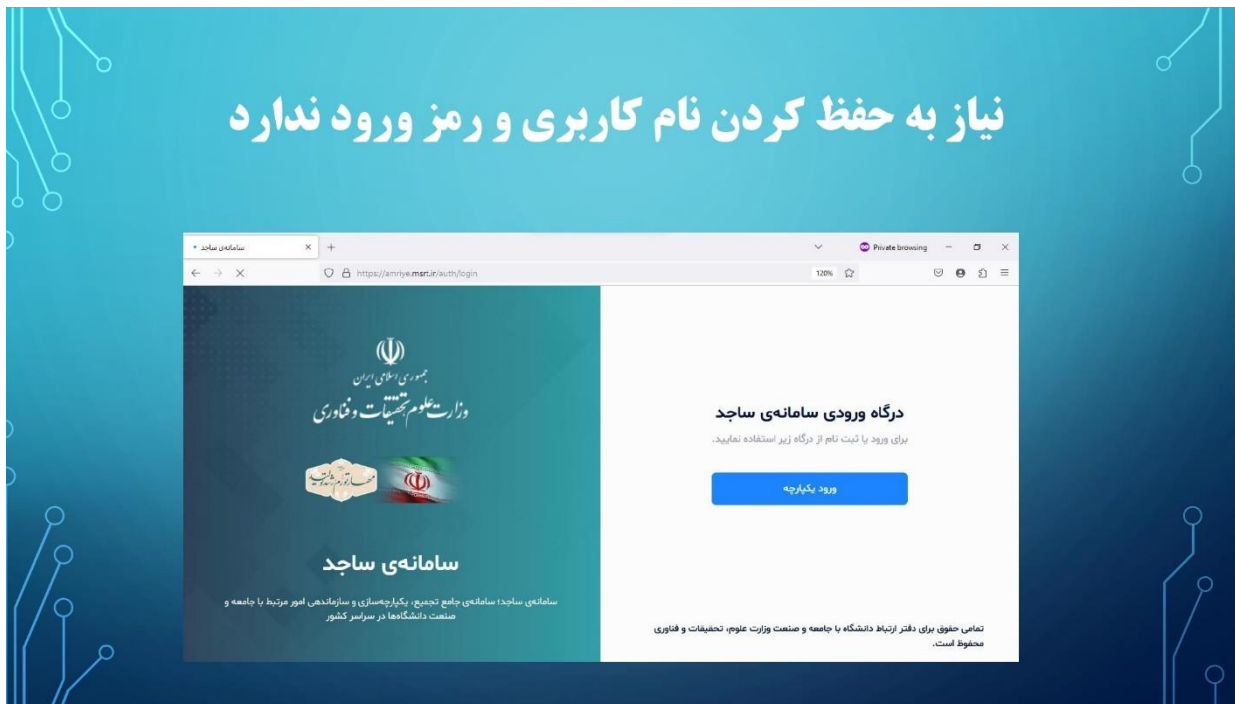 نیاز به حفظ کردن نام کاربری و رمز ورود ندارد
سامانه‌ی ساجد
Private browsing
https://amriye.msrt.ir/auth/login
120%
جمهوری اسلامی ایران
وزارت علوم تحقیقات و فناوری
مهار تورم رشد تولید
سامانه‌ی ساجد
سامانه‌ی ساجد؛ سامانه‌ی جامع تجمیع، یکپارچه‌سازی و سازماندهی امور مرتبط با جامعه و
صنعت دانشگاه‌ها در سراسر کشور
درگاه ورودی سامانه‌ی ساجد
برای ورود یا ثبت نام از درگاه زیر استفاده نمایید.
ورود یکپارچه
تمامی حقوق برای دفتر ارتباط دانشگاه با جامعه و صنعت وزارت علوم، تحقیقات و فناوری
محفوظ است.